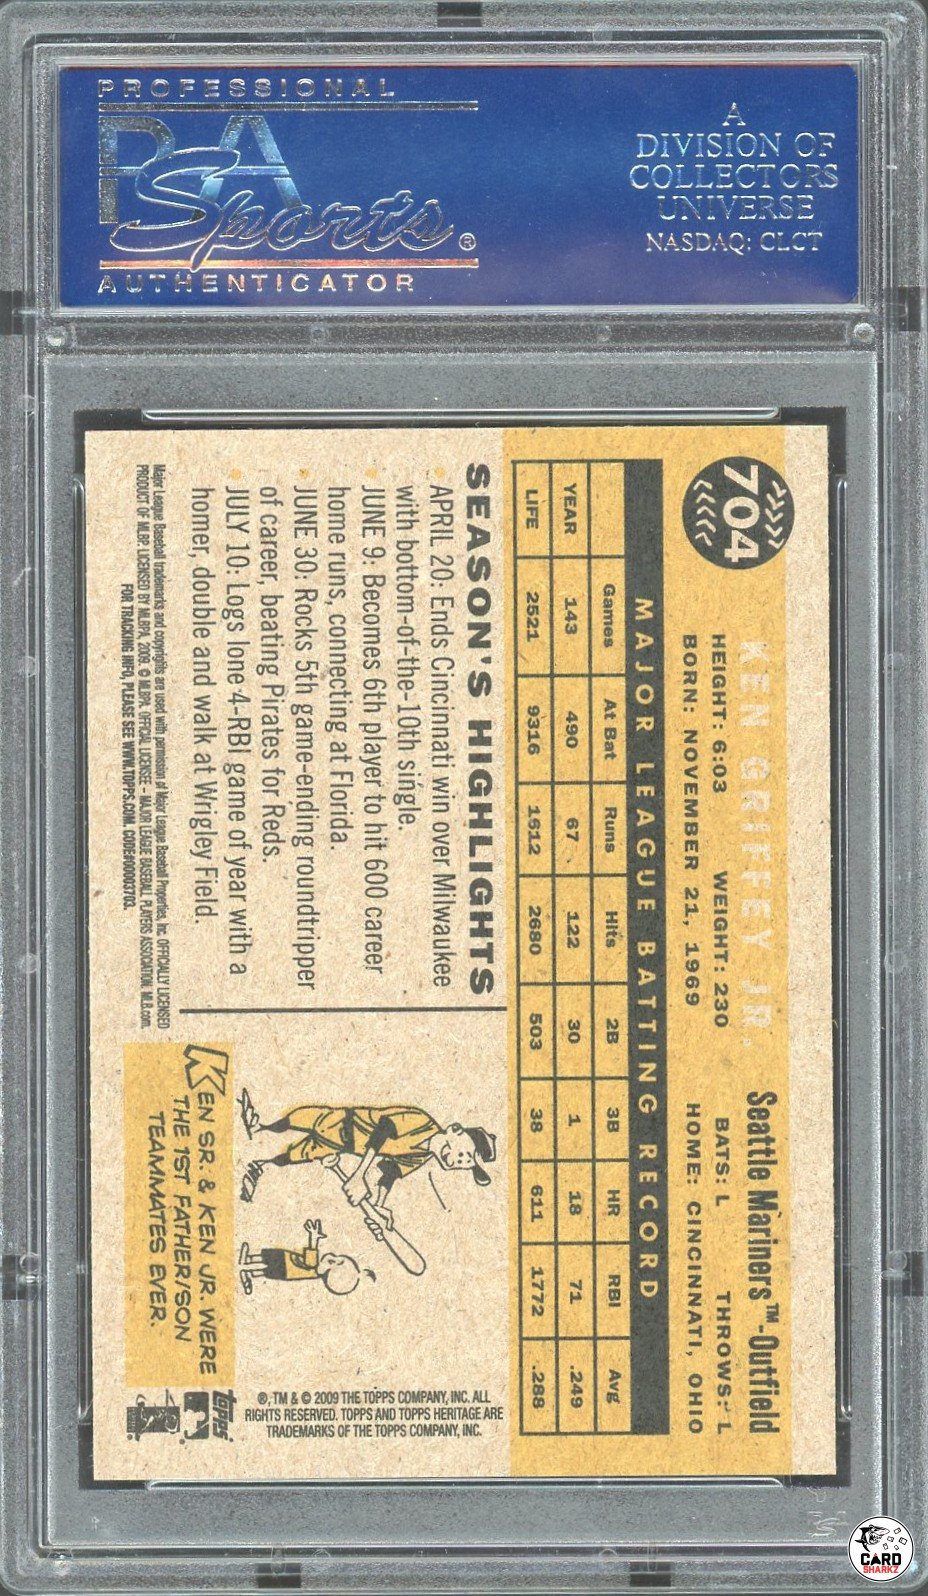 PROFESSIONAL
PSA
Sports®
AUTHENTICATOR
A
DIVISION OF
COLLECTORS
UNIVERSE
NASDAQ: CLCT
704
KEN GRIFFEY JR.
Seattle Mariners™-Outfield
HEIGHT: 6:03 WEIGHT: 230 BATS: L THROWS: L
BORN: NOVEMBER 21, 1969 HOME: CINCINNATI, OHIO
MAJOR LEAGUE BATTING RECORD
Games At Bat Runs Hits 2B 3B HR RBI Avg
YEAR 143 490 67 122 30 1 18 71 .249
LIFE 2521 9316 1612 2680 503 38 611 1772 .288
SEASON'S HIGHLIGHTS
APRIL 20: Ends Cincinnati win over Milwaukee
with bottom-of-the-10th single.
JUNE 9: Becomes 6th player to hit 600 career
home runs, connecting at Florida.
JUNE 30: Rocks 5th game-ending roundtripper
of career, beating Pirates for Reds.
JULY 10: Logs lone 4-RBI game of year with a
homer, double and walk at Wrigley Field.
Major League Baseball trademarks and copyrights are used with permission of Major League Baseball Properties, Inc. OFFICIALLY LICENSED
PRODUCT OF MLBP. LICENSED BY MLBPA. 2009. © MLBPA. OFFICIAL LICENSEE – MAJOR LEAGUE BASEBALL PLAYERS ASSOCIATION. MLB.com.
FOR TRACKING INFO, PLEASE SEE WWW.TOPPS.COM. CODE#00003703.
KEN SR. & KEN JR. WERE
THE 1ST FATHER/SON
TEAMMATES EVER.
®, TM & © 2009 THE TOPPS COMPANY, INC. ALL
RIGHTS RESERVED. TOPPS AND TOPPS HERITAGE ARE
TRADEMARKS OF THE TOPPS COMPANY, INC.
topps
CARD
SHARKZ